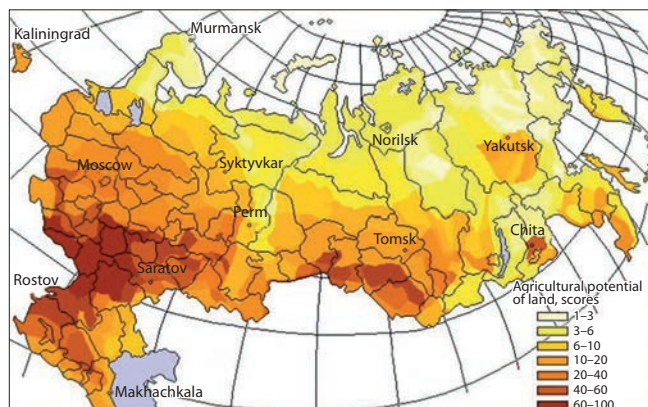 Kaliningrad
Murmansk
Norilsk
Yakutsk
Moscow
Syktyvkar
Perm
Tomsk
Chita
Rostov
Saratov
Makhachkala
Agricultural potential
of land, scores
1–3
3–6
6–10
10–20
20–40
40–60
60–100